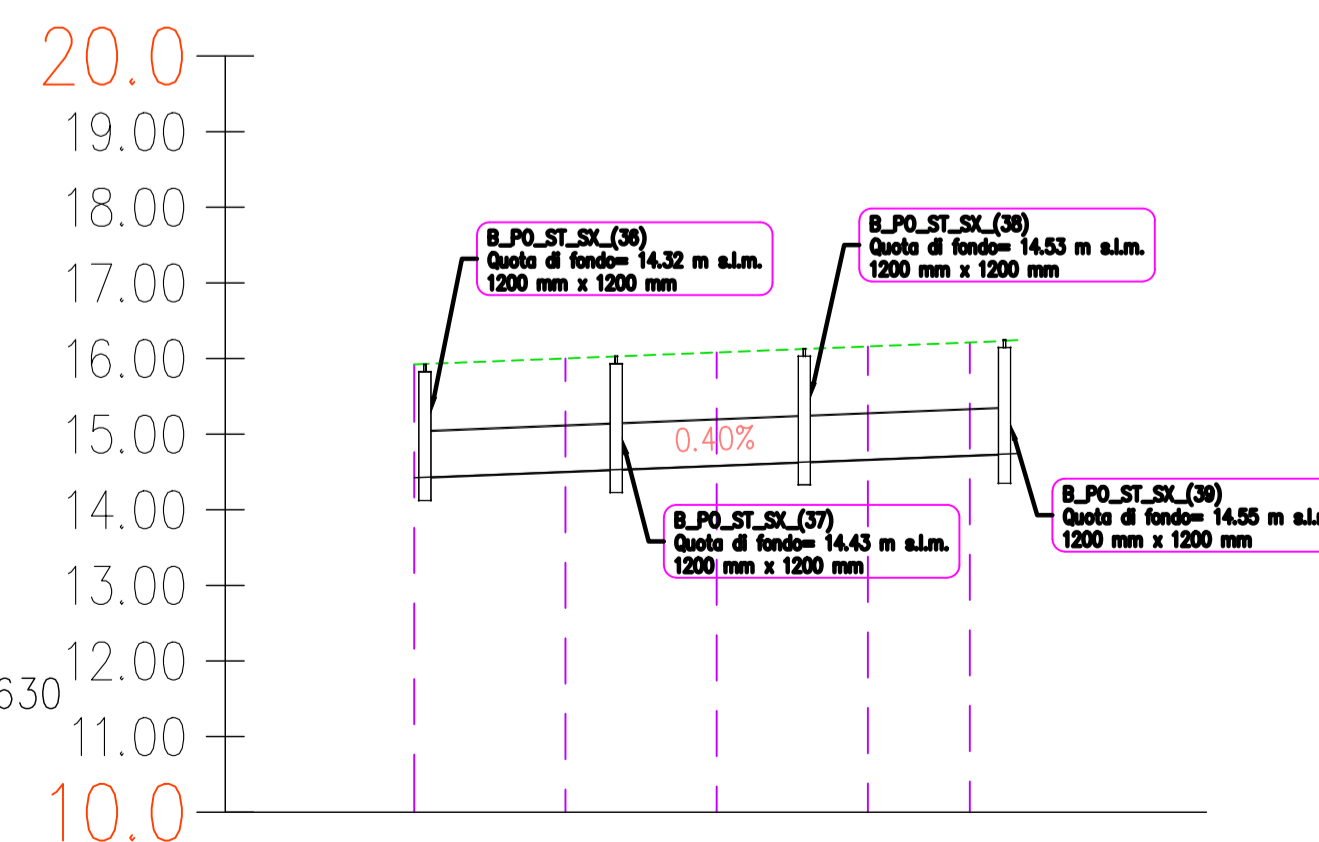 20.0
19.00
18.00
17.00
16.00
15.00
14.00
13.00
12.00
630
11.00
10.0
B_PO_ST_SX_(36)
Quota di fondo= 14.32 m s.l.m.
1200 mm x 1200 mm
B_PO_ST_SX_(38)
Quota di fondo= 14.53 m s.l.m.
1200 mm x 1200 mm
0.40%
B_PO_ST_SX_(37)
Quota di fondo= 14.43 m s.l.m.
1200 mm x 1200 mm
B_PO_ST_SX_(39)
Quota di fondo= 14.55 m s.l.m
1200 mm x 1200 mm